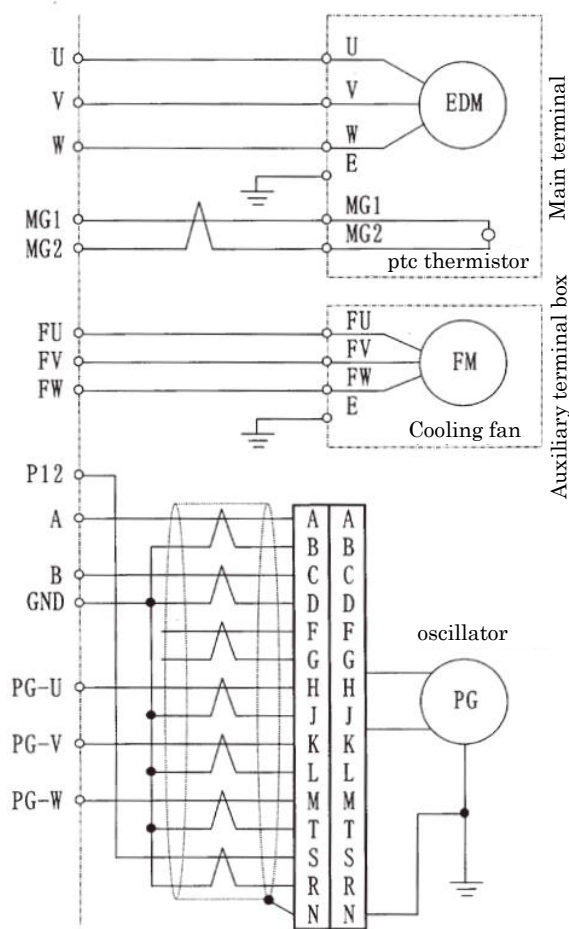 U U
V V EDM
W W
E
MG1 MG1
MG2 MG2
ptc thermistor
Main terminal
FU FU
FV FV FM
FW FW
E
Cooling fan
Auxiliary terminal box
P12
A A A
B B
B C C
GND D D
F F
oscillator
G G
PG-U H H
PG
J J
PG-V K K
L L
PG-W M M
T T
S S
R R
N N